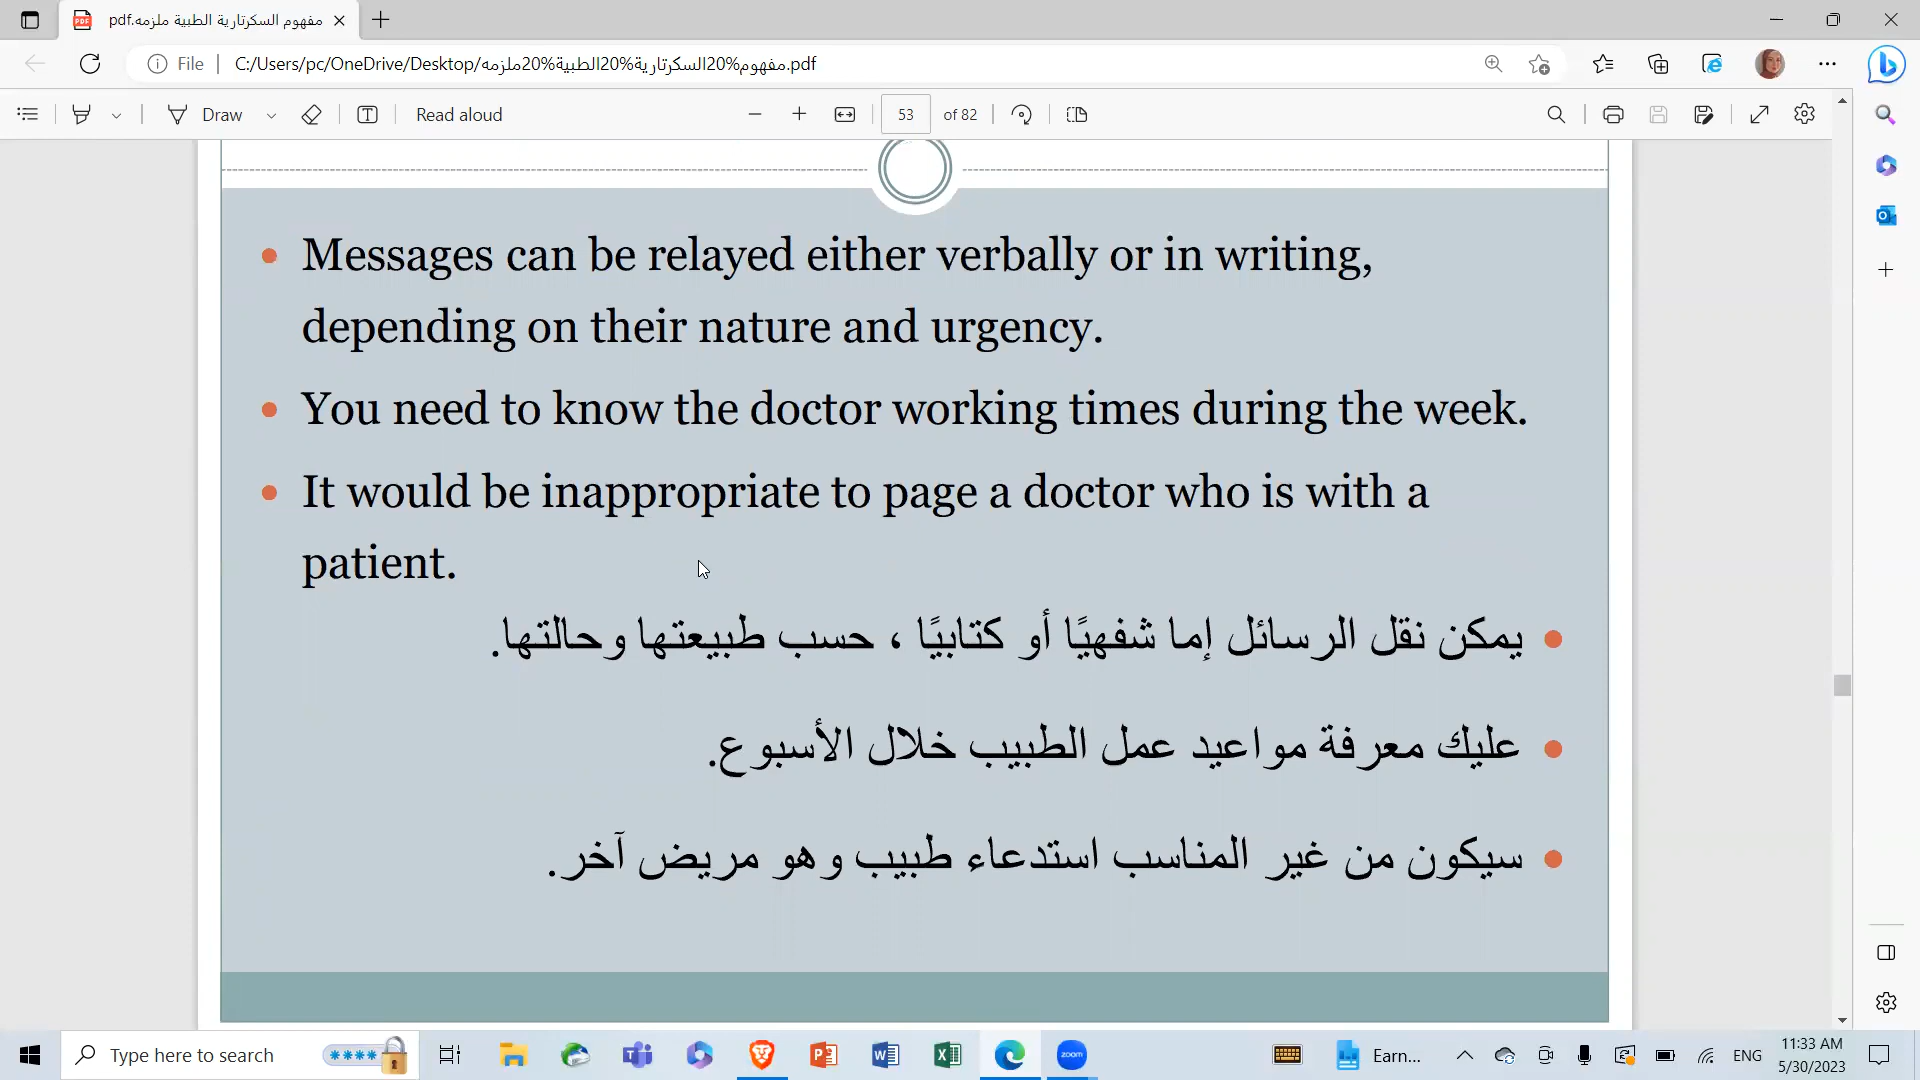 مفهوم السكرتارية الطبية ملزمه.pdf
File
C:/Users/pc/OneDrive/Desktop/مفهوم%20السكرتارية%20الطبية%20ملزمه.pdf
Draw
Read aloud
53 of 82
Messages can be relayed either verbally or in writing,
depending on their nature and urgency.
You need to know the doctor working times during the week.
It would be inappropriate to page a doctor who is with a
patient.
يمكن نقل الرسائل إما شفهيًا أو كتابيًا ، حسب طبيعتها وحالتها.
عليك معرفة مواعيد عمل الطبيب خلال الأسبوع.
سيكون من غير المناسب استدعاء طبيب وهو مريض آخر.
Type here to search
zoom
Earn...
ENG
11:33 AM
5/30/2023